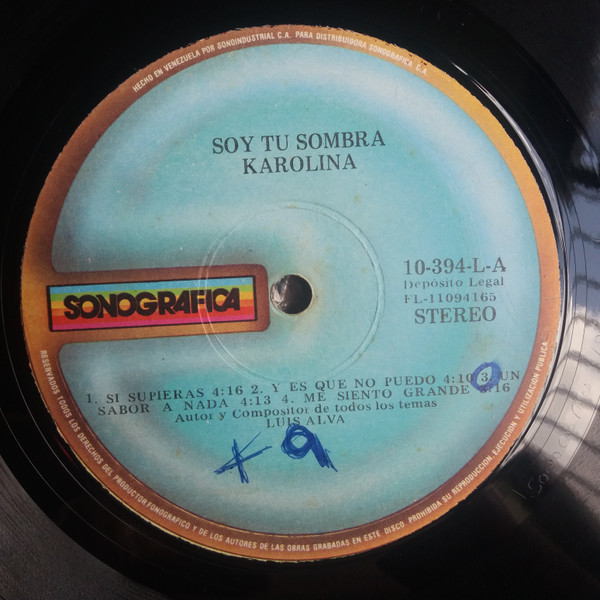 HECHO EN VENEZUELA POR SONOINDUSTRIAL C.A. PARA DISTRIBUIDORA SONOGRAFICA C.A.
SOY TU SOMBRA
KAROLINA
10-394-L-A
Depósito Legal
FL-11094165
STEREO
SONOGRAFICA
1. SI SUPIERAS 4:16 2. Y ES QUE NO PUEDO 4:10 3. UN
SABOR A NADA 4:13 4. ME SIENTO GRANDE 3:16
Autor y Compositor de todos los temas
LUIS ALVA
9
RESERVADOS TODOS LOS DERECHOS DEL PRODUCTOR FONOGRAFICO Y DE LOS AUTORES DE LAS OBRAS GRABADAS EN ESTE DISCO. PROHIBIDA SU REPRODUCCION, EJECUCION Y UTILIZACION PUBLICA